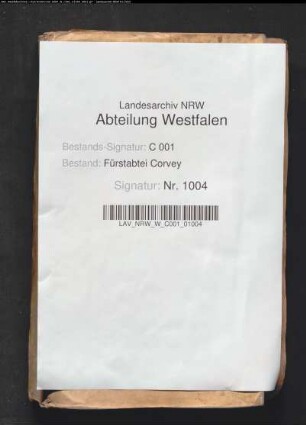 Landesarchiv NRW
Abteilung Westfalen
Bestands-Signatur: C 001
Bestand: Fürstabtei Corvey
Signatur: Nr. 1004
LAV_NRW_W_C001_01004